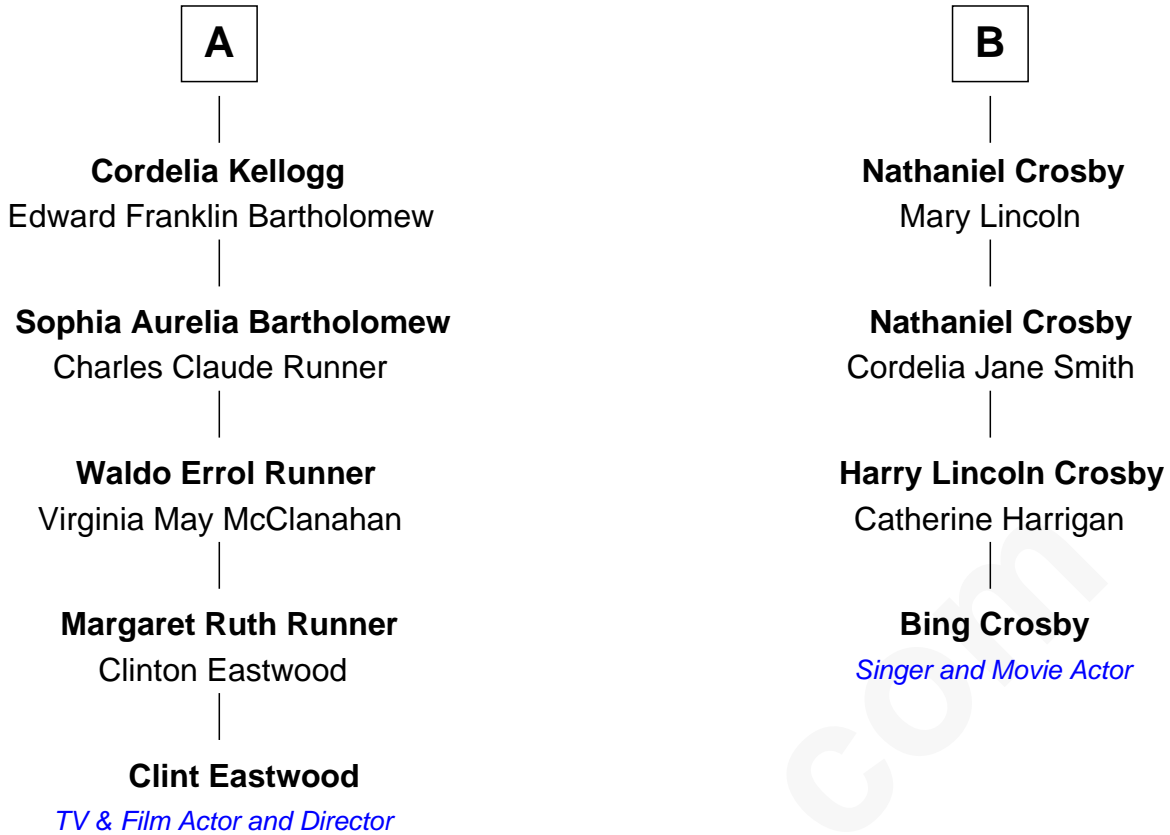 A
Cordelia Kellogg
Edward Franklin Bartholomew
Sophia Aurelia Bartholomew
Charles Claude Runner
Waldo Errol Runner
Virginia May McClanahan
Margaret Ruth Runner
Clinton Eastwood
Clint Eastwood
TV & Film Actor and Director
B
Nathaniel Crosby
Mary Lincoln
Nathaniel Crosby
Cordelia Jane Smith
Harry Lincoln Crosby
Catherine Harrigan
Bing Crosby
Singer and Movie Actor
com